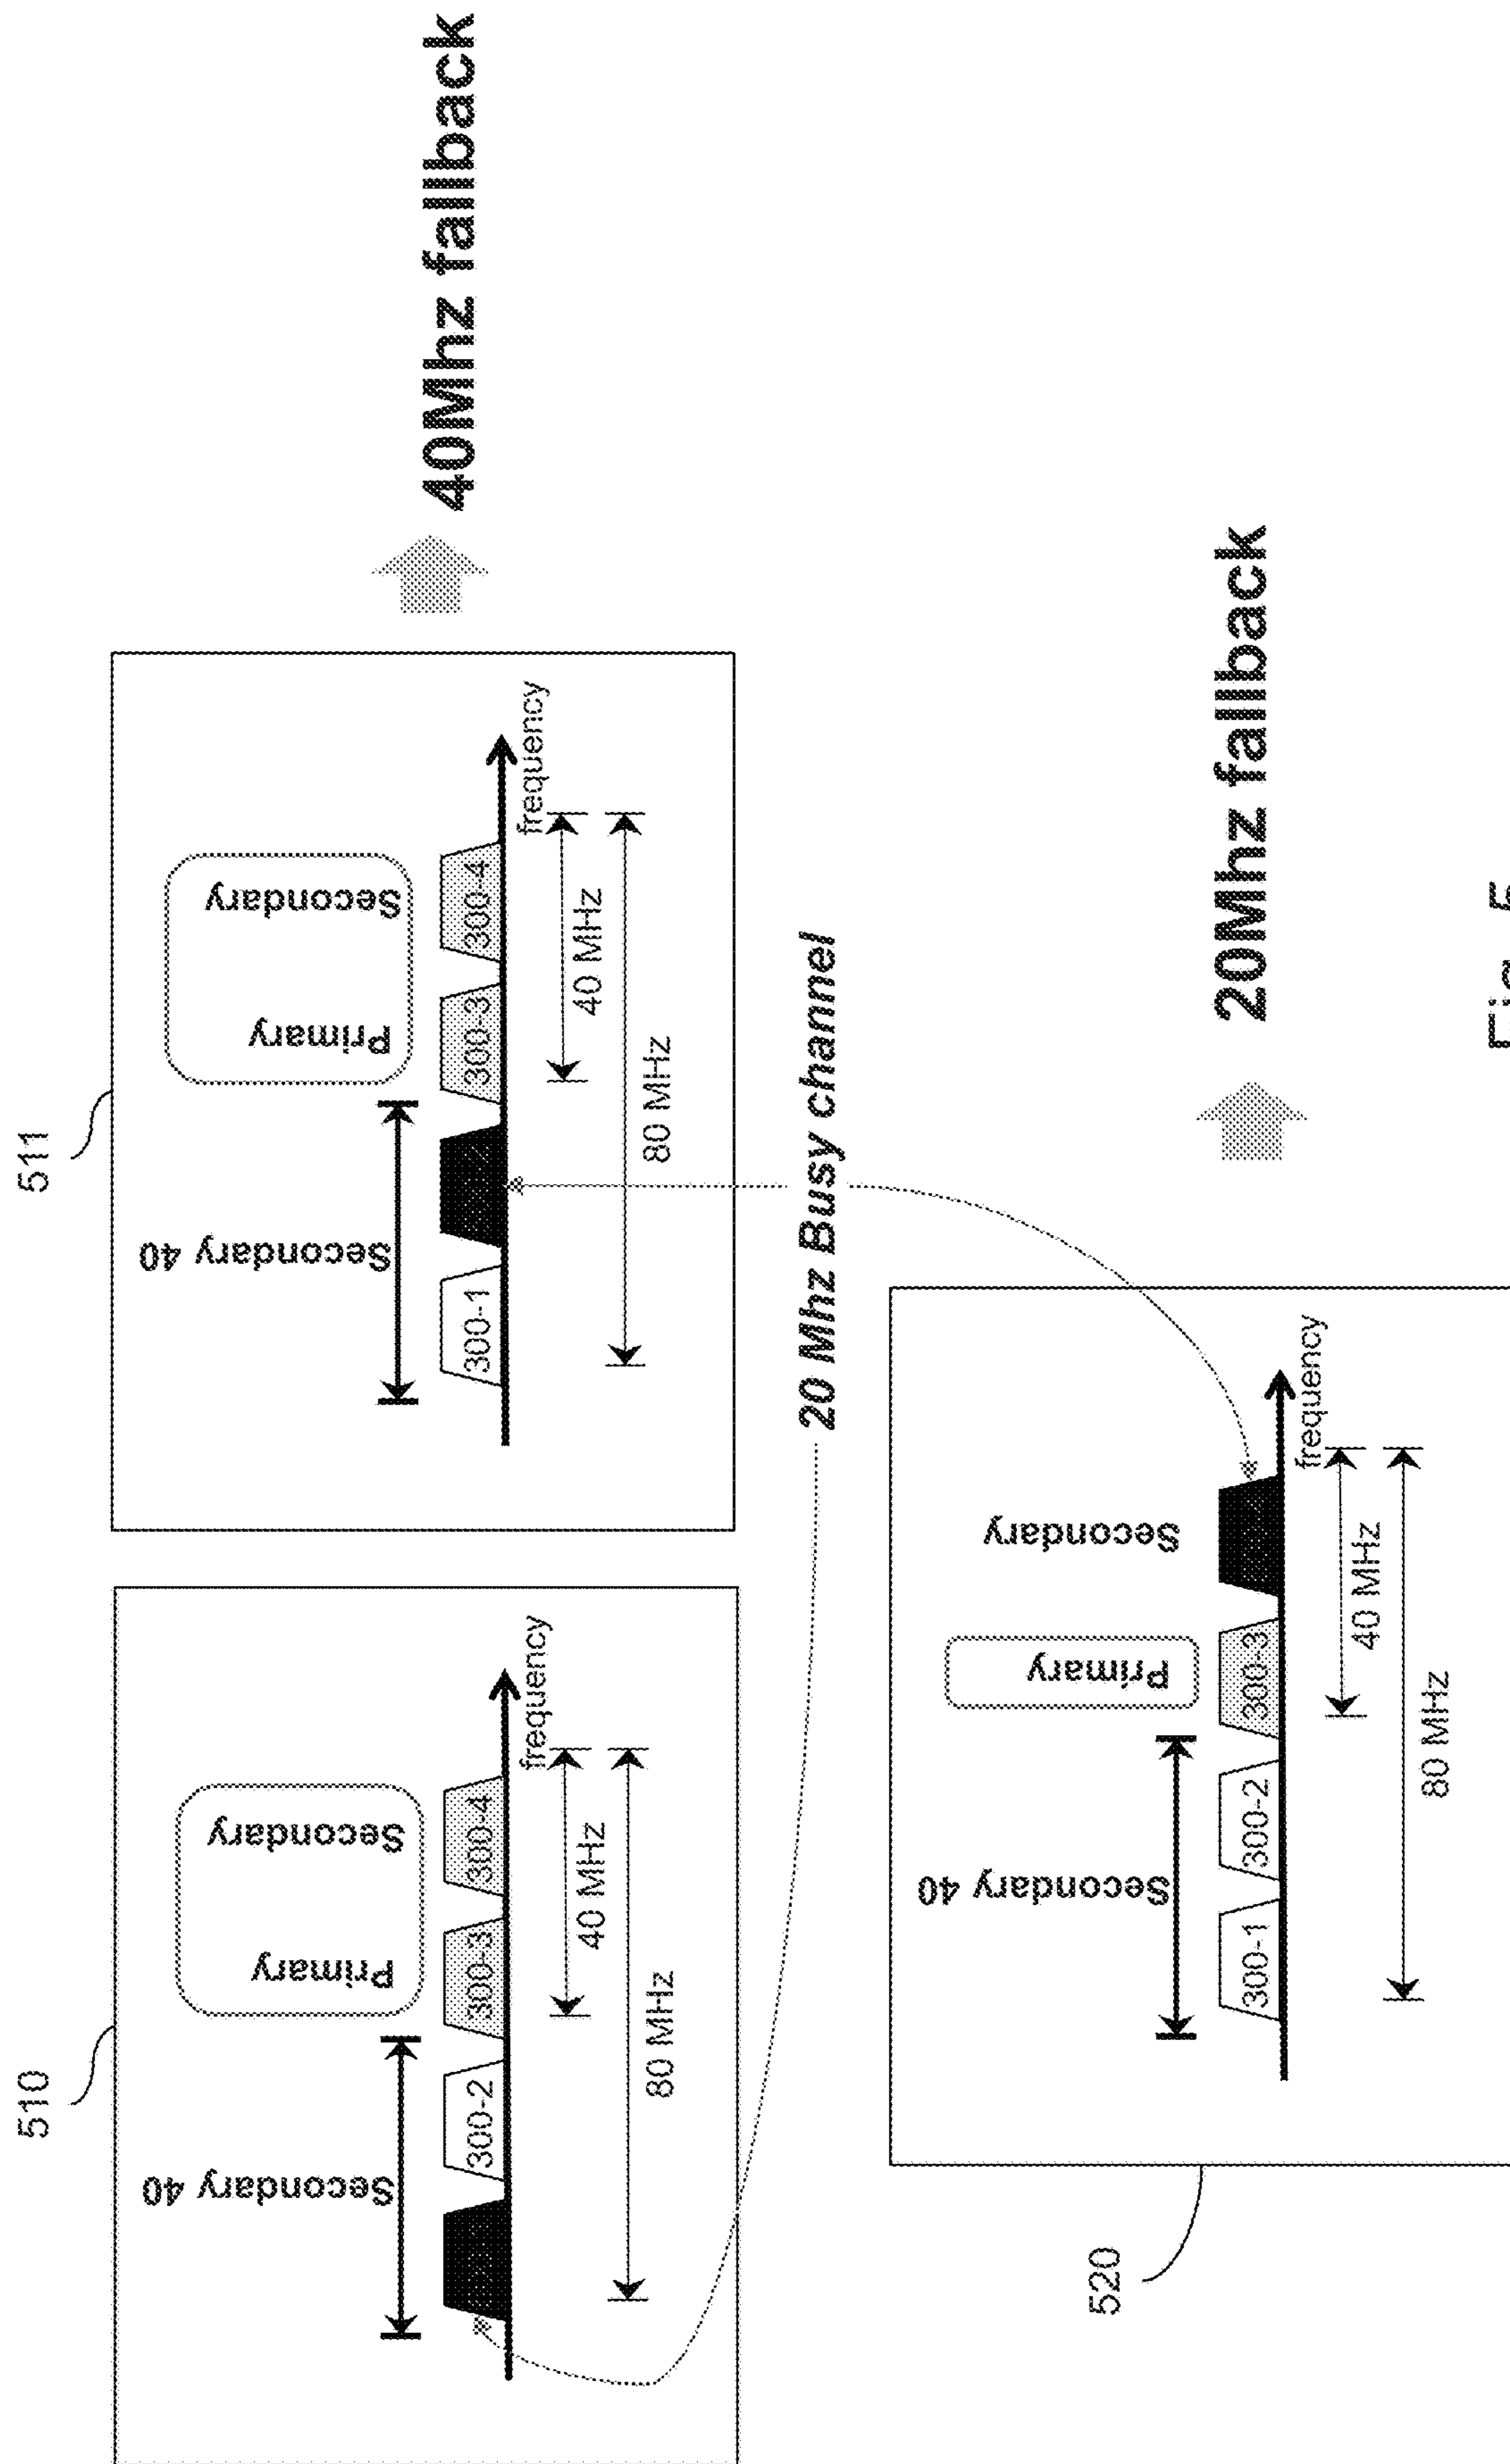 510
Secondary 40
Primary
Secondary
300-2
300-3
300-4
frequency
40 MHz
80 MHz
511
Secondary 40
Primary
Secondary
300-1
300-3
300-4
frequency
40 MHz
80 MHz
40Mhz fallback
20 Mhz Busy channel
520
Secondary 40
Primary
Secondary
300-1
300-2
300-3
frequency
40 MHz
80 MHz
20Mhz fallback
Fig. 5